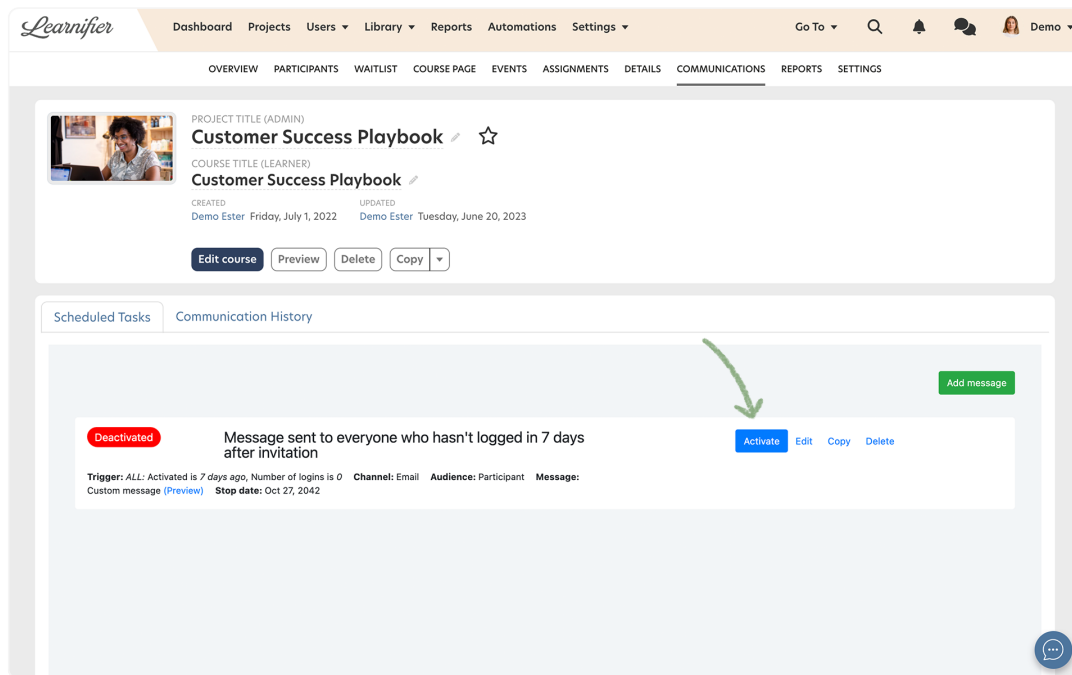 Learnifier
Dashboard Projects Users Library Reports Automations Settings Go To Demo
OVERVIEW PARTICIPANTS WAITLIST COURSE PAGE EVENTS ASSIGNMENTS DETAILS COMMUNICATIONS REPORTS SETTINGS
PROJECT TITLE (ADMIN)
Customer Success Playbook
COURSE TITLE (LEARNER)
Customer Success Playbook
CREATED UPDATED
Demo Ester Friday, July 1, 2022 Demo Ester Tuesday, June 20, 2023
Edit course Preview Delete Copy
Scheduled Tasks Communication History
Add message
Deactivated Message sent to everyone who hasn't logged in 7 days Activate Edit Copy Delete
after invitation
Trigger: ALL: Activated is 7 days ago, Number of logins is 0 Channel: Email Audience: Participant Message:
Custom message (Preview) Stop date: Oct 27, 2042